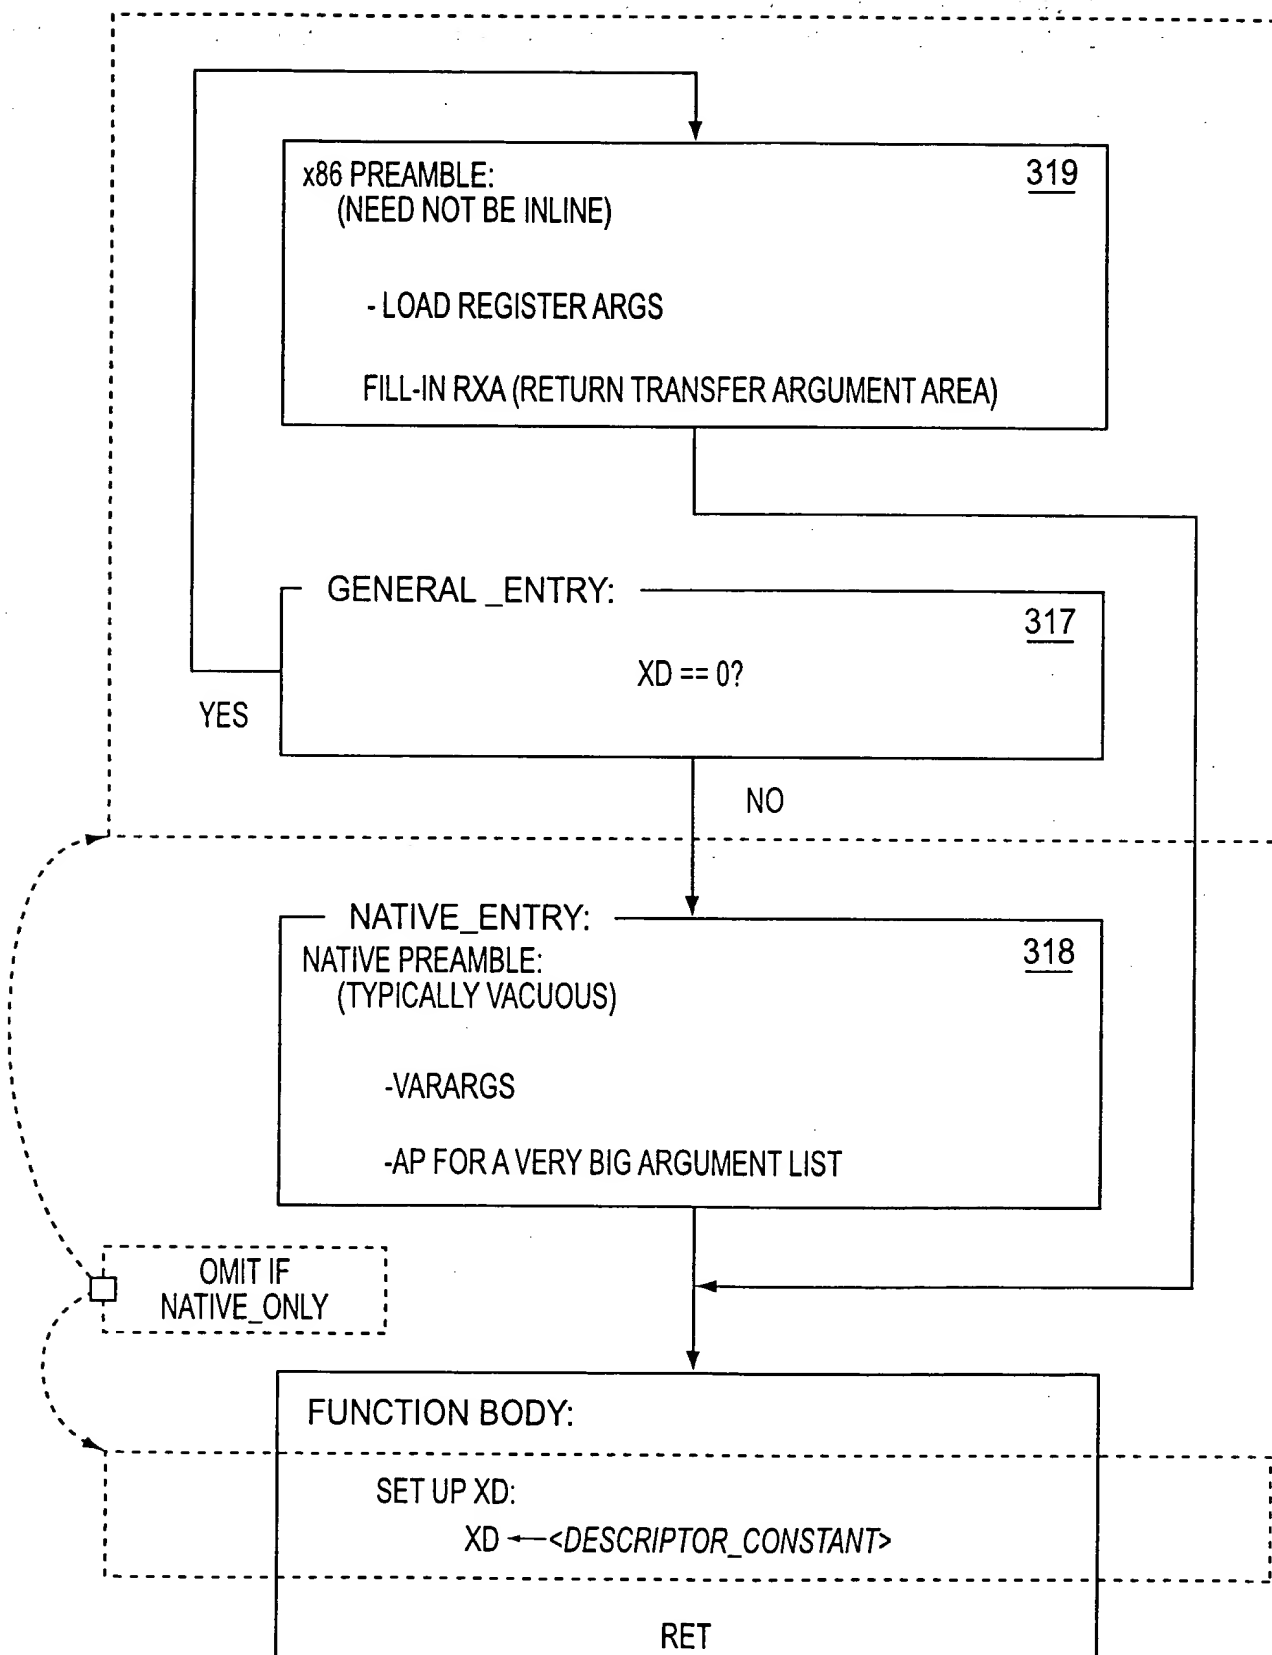 x86 PREAMBLE: 319
(NEED NOT BE INLINE)
- LOAD REGISTER ARGS
FILL-IN RXA (RETURN TRANSFER ARGUMENT AREA)
GENERAL _ENTRY:
317
XD == 0?
YES
NO
NATIVE_ENTRY:
NATIVE PREAMBLE: 318
(TYPICALLY VACUOUS)
-VARARGS
-AP FOR A VERY BIG ARGUMENT LIST
OMIT IF
NATIVE_ONLY
FUNCTION BODY:
SET UP XD:
XD ←<DESCRIPTOR_CONSTANT>
RET